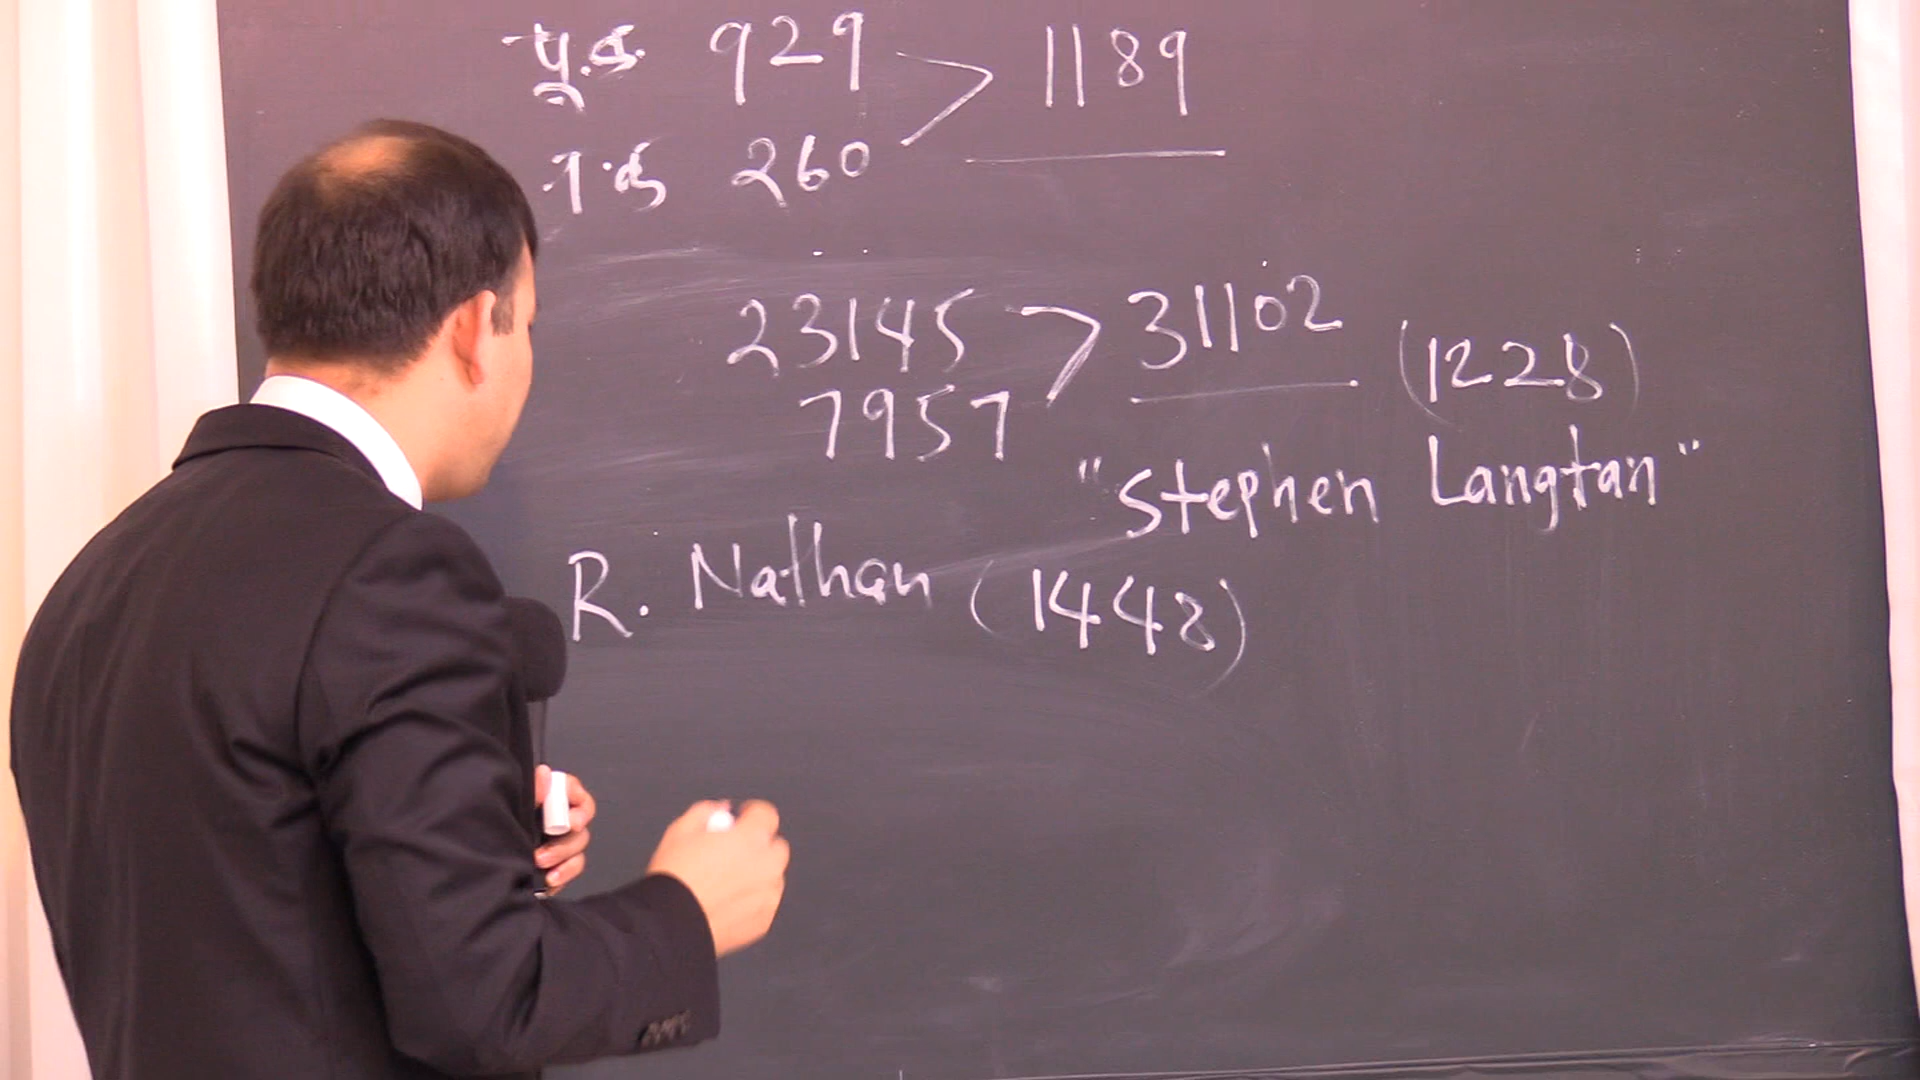 929 > 1189
260
23145 > 31102 (1228)
7957
"Stephen Langtan"
R. Nathan (1448)